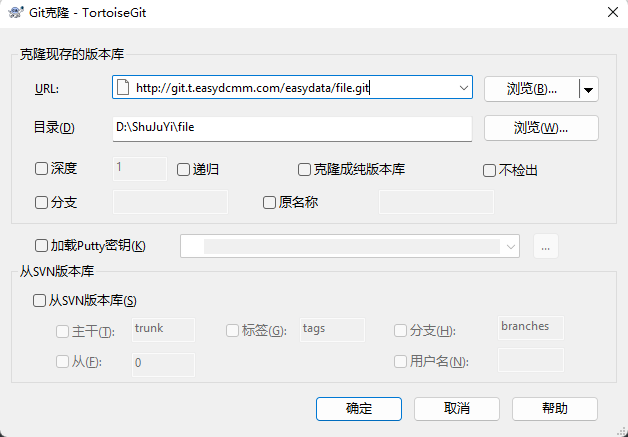 Git克隆 - TortoiseGit
克隆现存的版本库
URL: http://git.t.easydcmm.com/easydata/file.git 浏览(B)...
目录(D) D:\ShuJuYi\file 浏览(W)...
深度 1 递归 克隆成纯版本库 不检出
分支 原名称
加载Putty密钥(K) ...
从SVN版本库
从SVN版本库(S)
主干(T): trunk 标签(G): tags 分支(H): branches
从(F): 0 用户名(N):
确定 取消 帮助